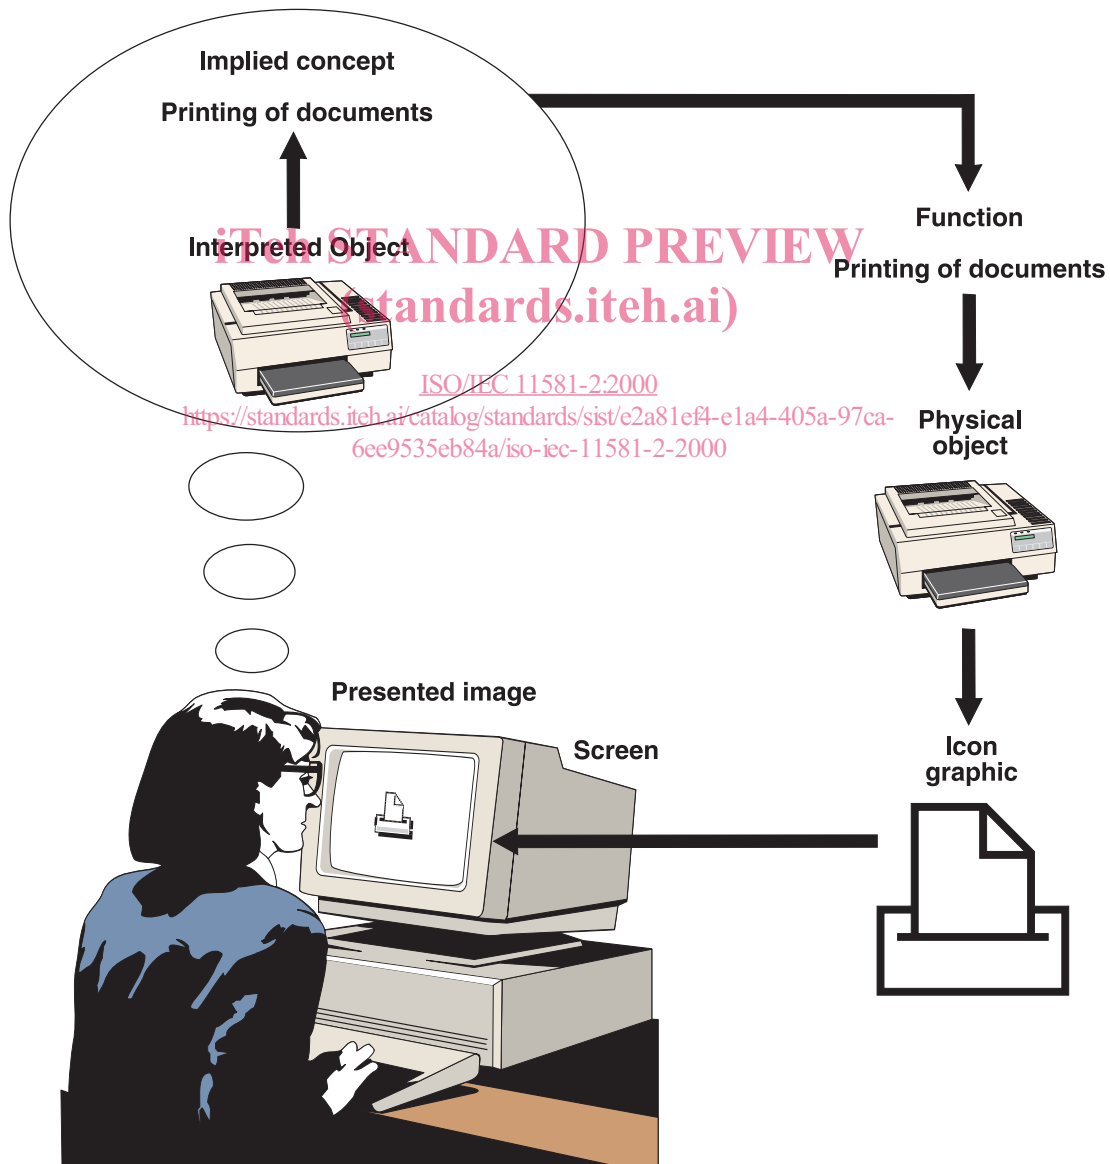 Implied concept
Printing of documents
Interpreted Object
iTeh STANDARD PREVIEW
(standards.iteh.ai)
ISO/IEC 11581-2:2000
https://standards.iteh.ai/catalog/standards/sist/e2a81ef4-e1a4-405a-97ca-
6ee9535eb84a/iso-iec-11581-2-2000
Function
Printing of documents
Physical
object
Icon
graphic
Presented image
Screen